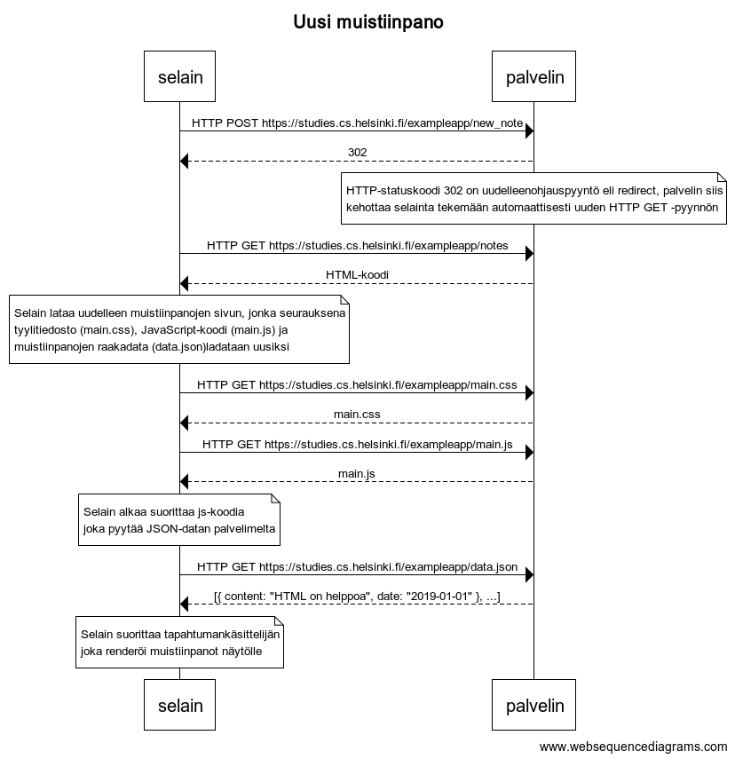 Uusi muistiinpano
selain
palvelin
HTTP POST https://studies.cs.helsinki.fi/exampleapp/new_note
302
HTTP-statuskoodi 302 on uudelleenohjauspyyntö eli redirect, palvelin siis
kehottaa selainta tekemään automaattisesti uuden HTTP GET -pyynnön
HTTP GET https://studies.cs.helsinki.fi/exampleapp/notes
HTML-koodi
Selain lataa uudelleen muistiinpanojen sivun, jonka seurauksena
tyylitiedosto (main.css), JavaScript-koodi (main.js) ja
muistiinpanojen raakadata (data.json)ladataan uusiksi
HTTP GET https://studies.cs.helsinki.fi/exampleapp/main.css
main.css
HTTP GET https://studies.cs.helsinki.fi/exampleapp/main.js
main.js
Selain alkaa suorittaa js-koodia
joka pyytää JSON-datan palvelimelta
HTTP GET https://studies.cs.helsinki.fi/exampleapp/data.json
[{ content: "HTML on helppoa", date: "2019-01-01" }, ...]
Selain suorittaa tapahtumankäsittelijän
joka renderöi muistiinpanot näytölle
selain
palvelin
www.websequencediagrams.com